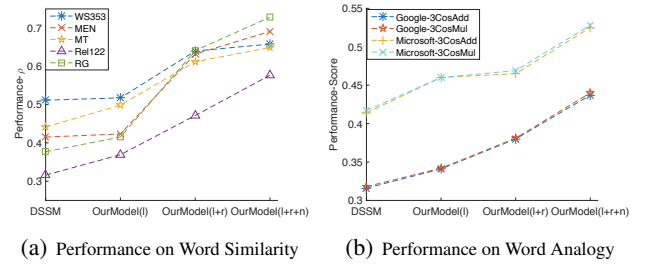 (a)
WS353
MEN
MT
Rel122
RG
Performance-ρ
0.7
0.6
0.5
0.4
0.3
DSSM OurModel(l) OurModel(l+r) OurModel(l+r+n)
(a) Performance on Word Similarity
Google-3CosAdd
Google-3CosMul
Microsoft-3CosAdd
Microsoft-3CosMul
Performance-Score
0.55
0.5
0.45
0.4
0.35
0.3
DSSM OurModel(l) OurModel(l+r) OurModel(l+r+n)
(b) Performance on Word Analogy